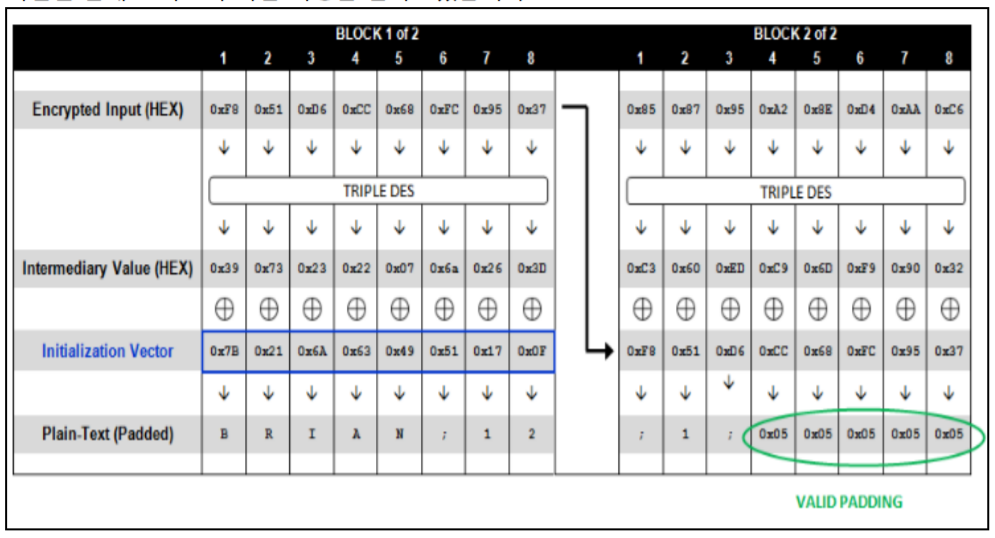 BLOCK 1 of 2 BLOCK 2 of 2
1 2 3 4 5 6 7 8 1 2 3 4 5 6 7 8
Encrypted Input (HEX) 0xF8 0x51 0xD6 0xCC 0x68 0xFC 0x95 0x37 0x85 0x87 0x95 0xA2 0x8E 0xD4 0xAA 0xC6
TRIPLE DES TRIPLE DES
Intermediary Value (HEX) 0x39 0x73 0x23 0x22 0x07 0x6a 0x26 0x3D 0xC3 0x60 0xED 0xC9 0x6D 0xF9 0x90 0x32
Initialization Vector 0x7B 0x21 0x6A 0x63 0x49 0x51 0x17 0x0F 0xF8 0x51 0xD6 0xCC 0x68 0xFC 0x95 0x37
Plain-Text (Padded) B R I A N ; 1 2 ; 1 ; 0x05 0x05 0x05 0x05 0x05
VALID PADDING